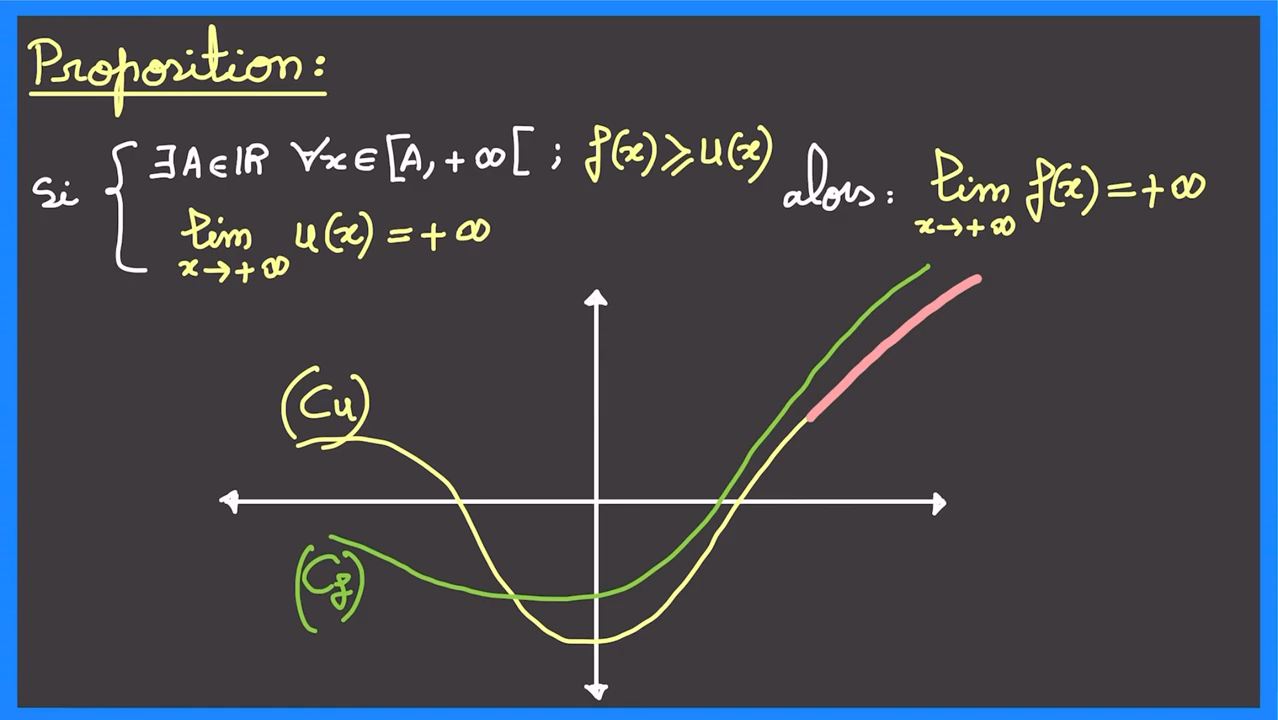 Proposition:
Si { ∃A∈ℝ ∀x∈[A,+∞[ ; f(x)⩾u(x)
lim x→+∞ u(x)=+∞
alors: lim x→+∞ f(x)=+∞
(Cu)
(Cf)